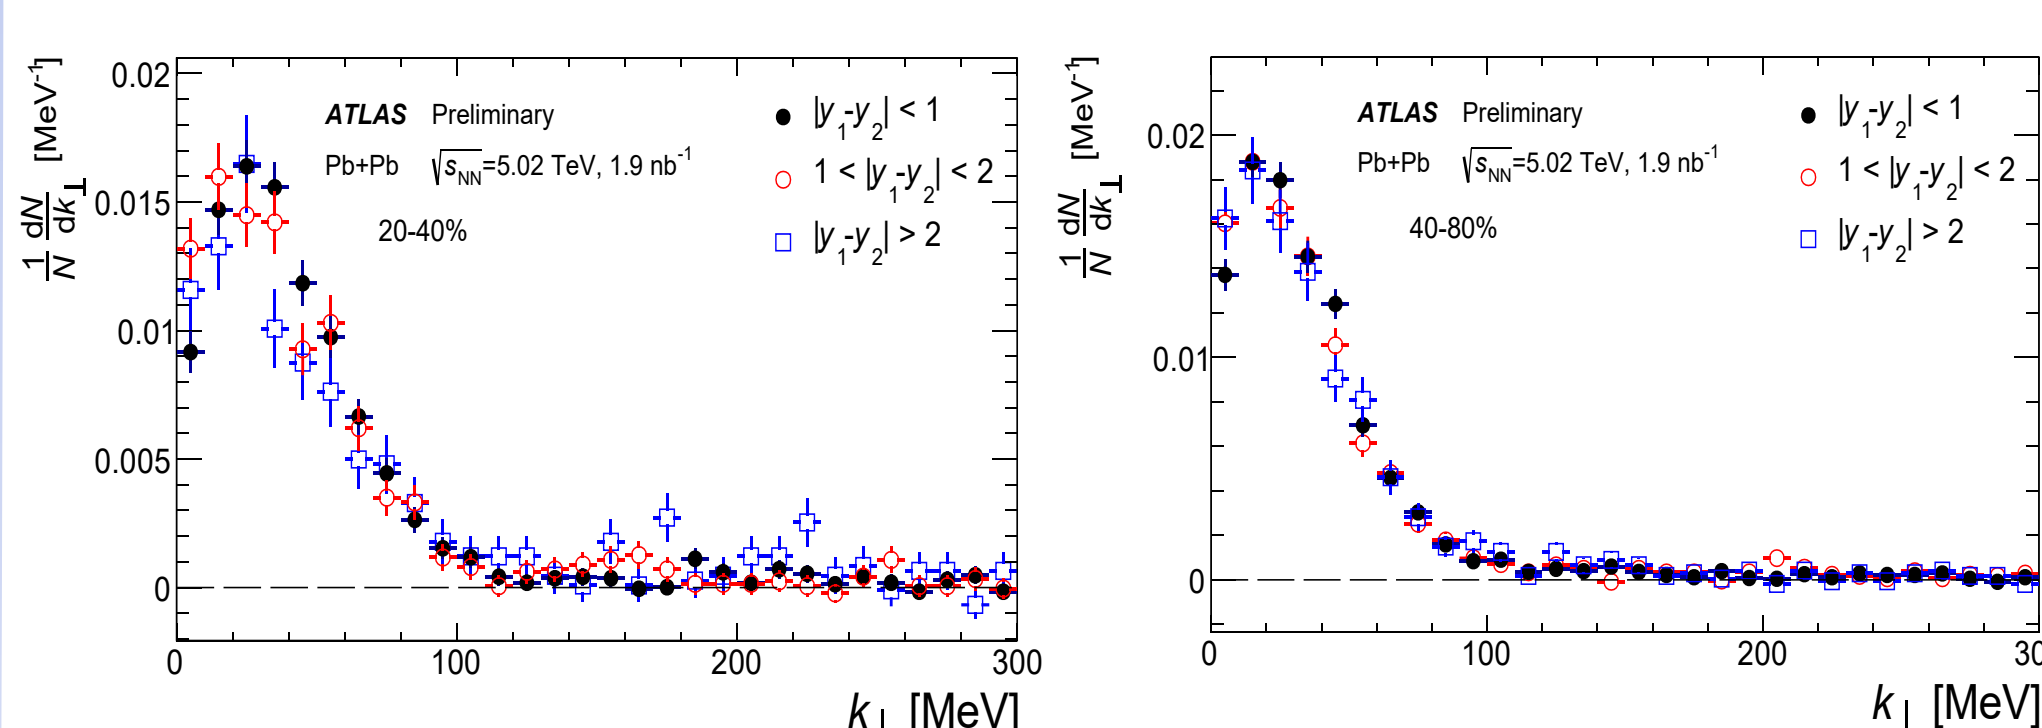 1/N dN/dk⊥ [MeV⁻¹]
0.02
0.015
0.01
0.005
0
ATLAS Preliminary
Pb+Pb √sNN=5.02 TeV, 1.9 nb⁻¹
20-40%
|y₁-y₂| < 1
1 < |y₁-y₂| < 2
|y₁-y₂| > 2
0 100 200 300
k⊥ [MeV]
1/N dN/dk⊥ [MeV⁻¹]
0.02
0.01
0
ATLAS Preliminary
Pb+Pb √sNN=5.02 TeV, 1.9 nb⁻¹
40-80%
|y₁-y₂| < 1
1 < |y₁-y₂| < 2
|y₁-y₂| > 2
0 100 200 30
k⊥ [MeV]